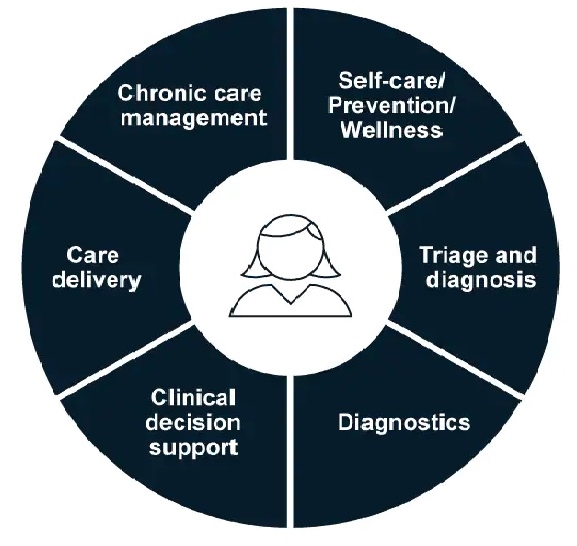 Chronic care
management
Self-care/
Prevention/
Wellness
Care
delivery
Triage and
diagnosis
Clinical
decision
support
Diagnostics